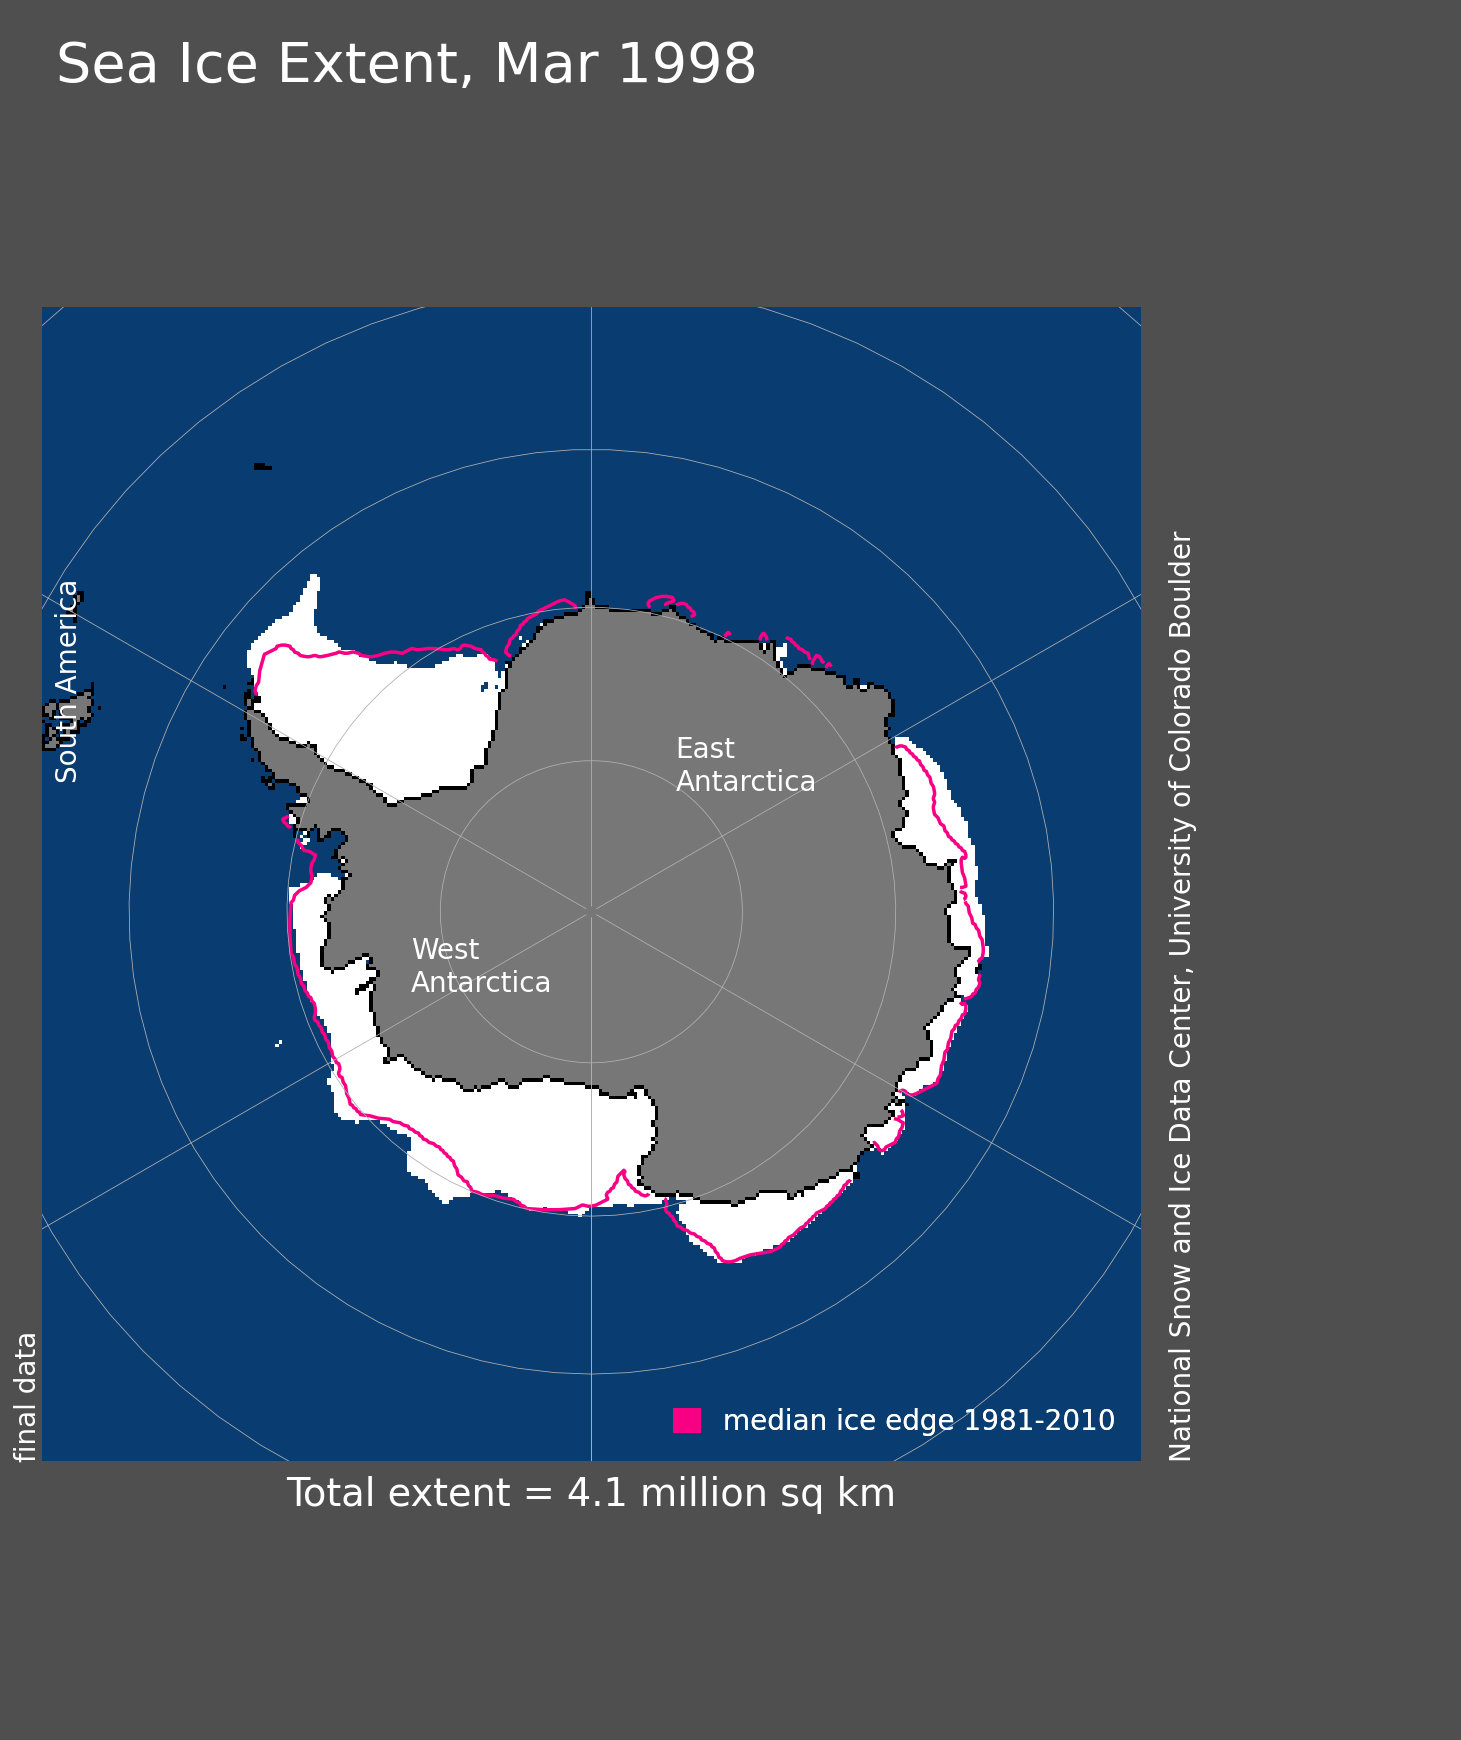 Sea Ice Extent, Mar 1998
South America
East
Antarctica
West
Antarctica
National Snow and Ice Data Center, University of Colorado Boulder
final data
median ice edge 1981-2010
Total extent = 4.1 million sq km